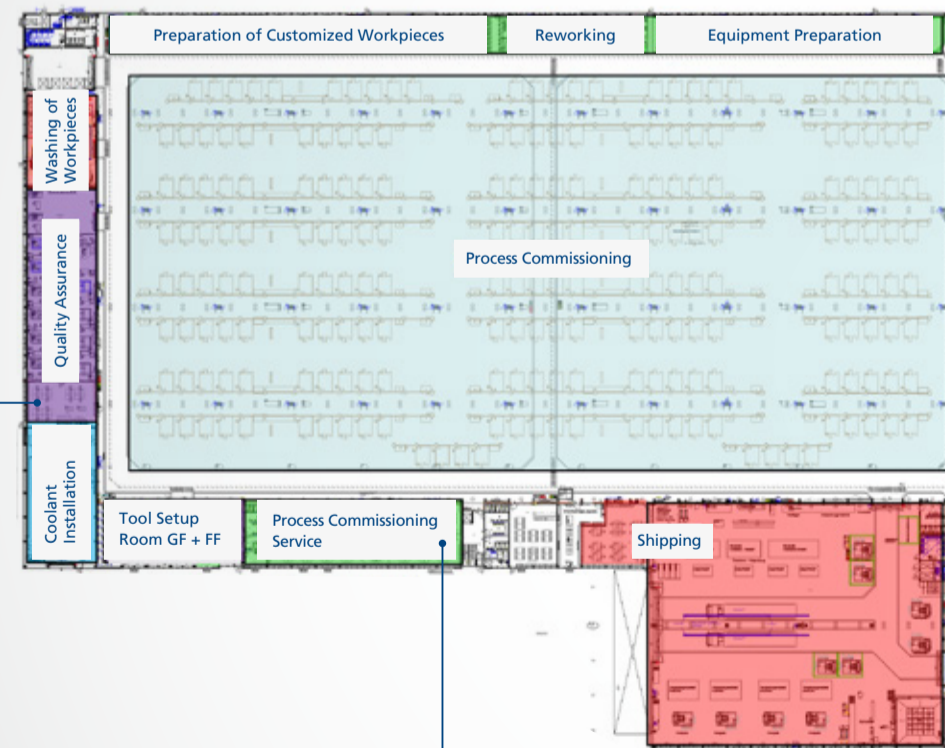 Preparation of Customized Workpieces
Reworking
Equipment Preparation
Washing of
Workpieces
Quality Assurance
Process Commissioning
Coolant
Installation
Tool Setup
Room GF + FF
Process Commissioning
Service
Shipping